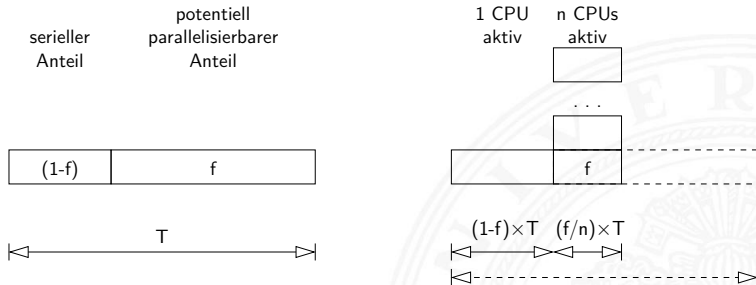 serieller
Anteil
potentiell
parallelisierbarer
Anteil
1 CPU
aktiv
n CPUs
aktiv
. . .
(1-f)
f
f
T
(1-f)×T
(f/n)×T